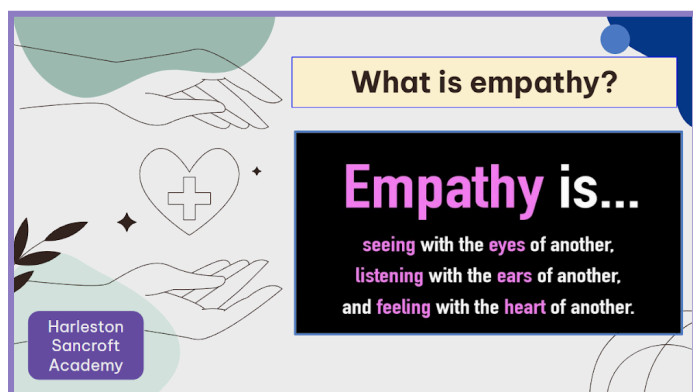 What is empathy?
Empathy is...
seeing with the eyes of another,
listening with the ears of another,
and feeling with the heart of another.
Harleston
Sancroft
Academy